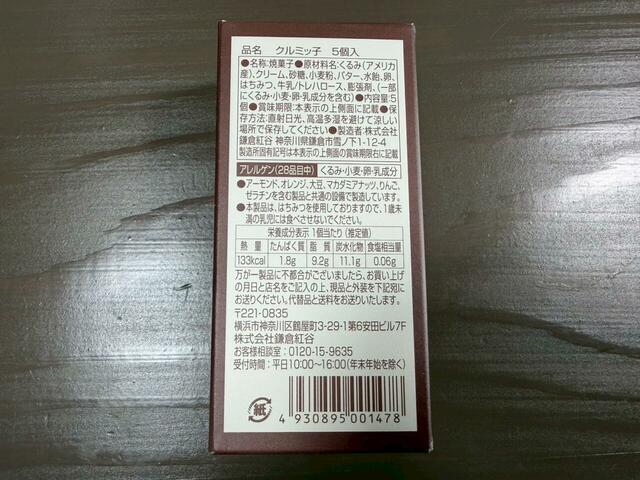 品名 クルミッ子 5個入
●名称:焼菓子●原材料名:くるみ(アメリカ
産)、クリーム、砂糖、小麦粉、バター、水飴、卵、
はちみつ、牛乳/トレハロース、膨張剤、(一部
にくるみ・小麦・卵・乳成分を含む)●内容量:5
個●賞味期限:本表示の上側面に記載●保
存方法:直射日光、高温多湿を避けて涼しい
場所で保存してください●製造者:株式会社
鎌倉紅谷 神奈川県鎌倉市雪ノ下1-12-4
製造所固有記号は本表示の上側面の賞味期限右に記載
アレルゲン(28品目中) くるみ・小麦・卵・乳成分
●アーモンド、オレンジ、大豆、マカダミアナッツ、りんご、
ゼラチンを含む製品と共通の設備で製造しています。
●本製品は、はちみつを使用しておりますので、1歳未
満の乳児には食べさせないでください。
栄養成分表示 1個当たり (推定値)
熱量 たんぱく質 脂質 炭水化物 食塩相当量
133kcal 1.8g 9.2g 11.1g 0.06g
万が一製品に不都合がございましたら、お買い上げ
の月日と店名をご記入の上、現品と外装を下記宛に
お送りください。代替品と送料をお送りいたします。
〒221-0835
横浜市神奈川区鶴屋町3-29-1第6安田ビル7F
株式会社鎌倉紅谷
お客様相談室:0120-15-9635
受付時間:平日10:00〜16:00(年末年始を除く)
紙
4 930895 001478